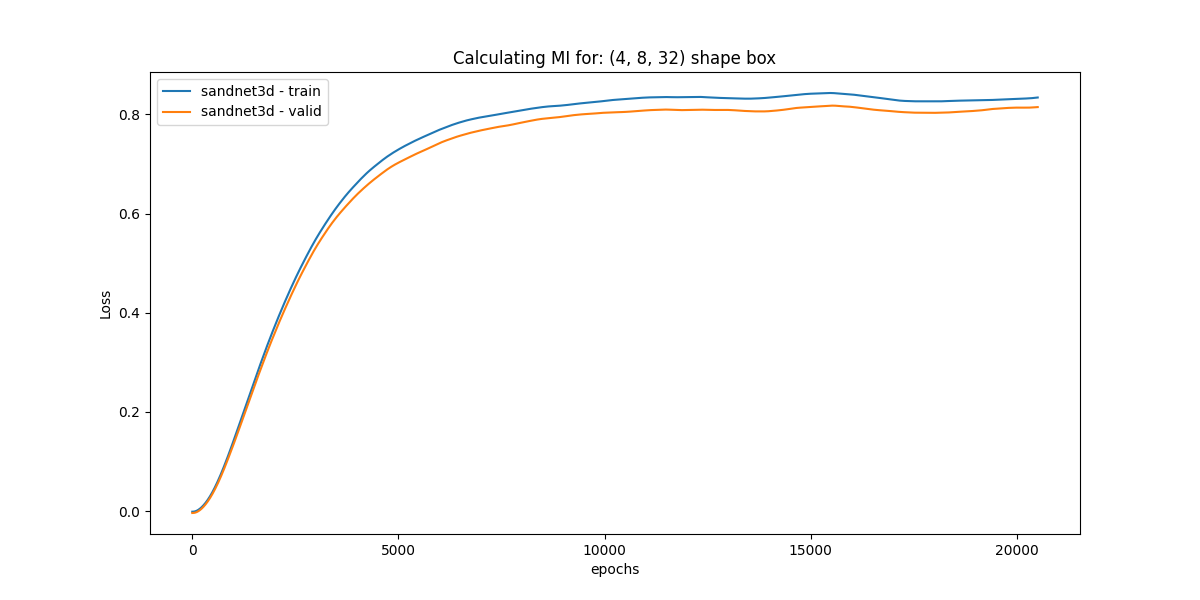 Calculating MI for: (4, 8, 32) shape box
sandnet3d - train
sandnet3d - valid
Loss
0.8
0.6
0.4
0.2
0.0
0 5000 10000 15000 20000
epochs